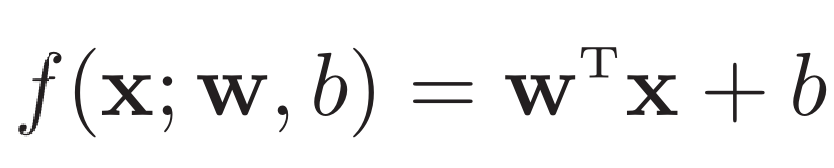 f(x; w, b) = wᵀx + b